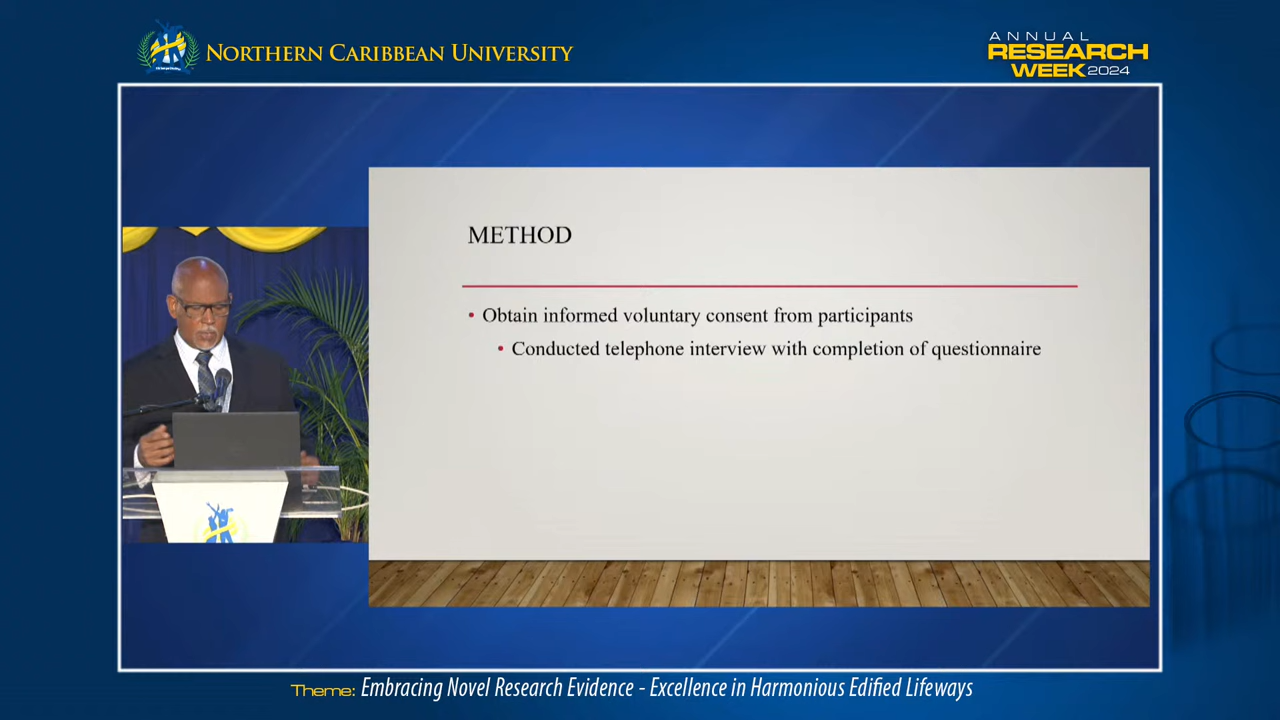 NORTHERN CARIBBEAN UNIVERSITY
ANNUAL
RESEARCH
WEEK 2024
METHOD
• Obtain informed voluntary consent from participants
• Conducted telephone interview with completion of questionnaire
Theme: Embracing Novel Research Evidence - Excellence in Harmonious Edified Lifeways